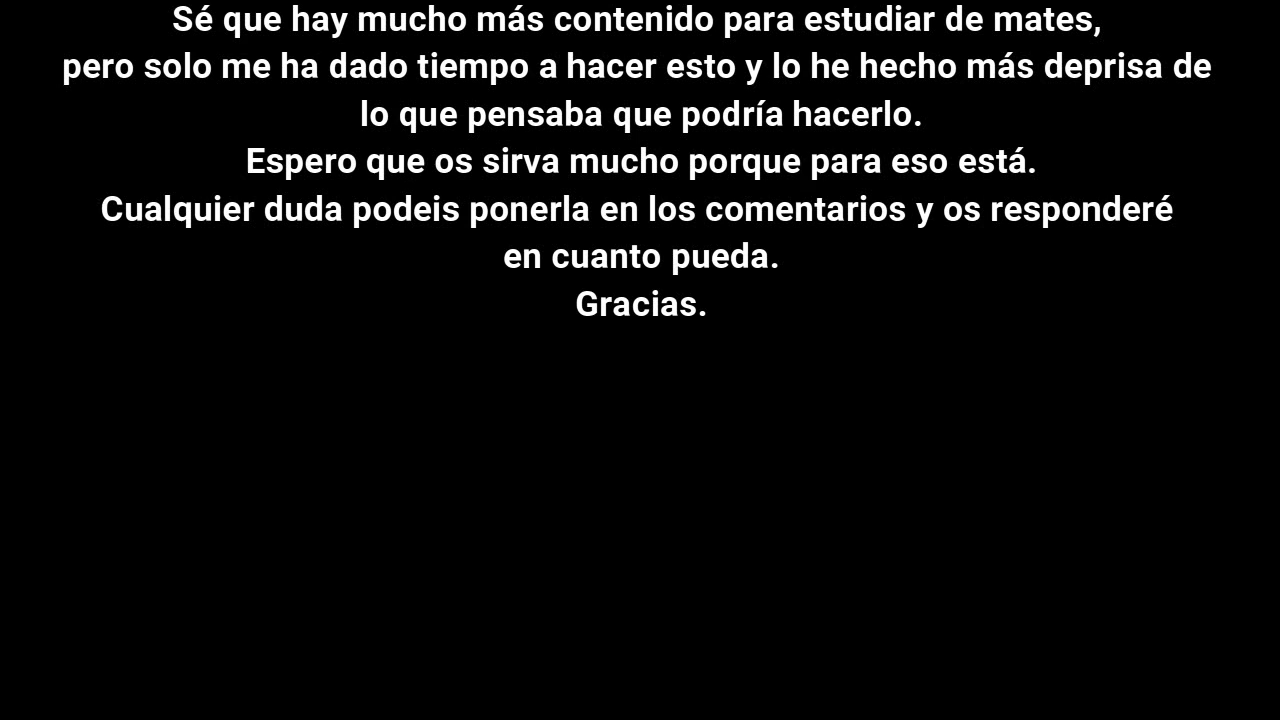 Sé que hay mucho más contenido para estudiar de mates,
pero solo me ha dado tiempo a hacer esto y lo he hecho más deprisa de
lo que pensaba que podría hacerlo.
Espero que os sirva mucho porque para eso está.
Cualquier duda podeis ponerla en los comentarios y os responderé
en cuanto pueda.
Gracias.